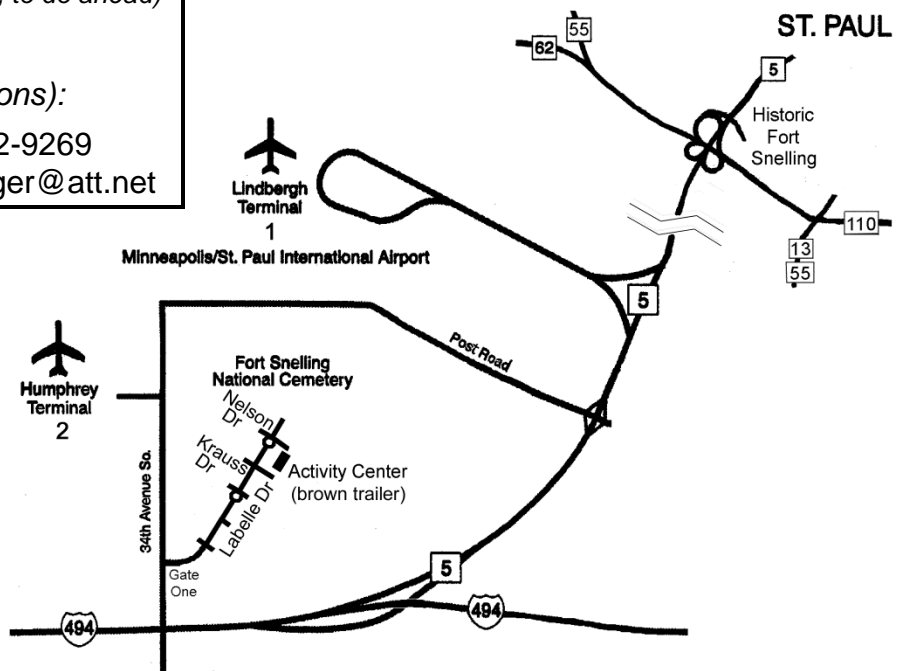 to do ahead)
ons):
2-9269
ger@att.net
ST. PAUL
55
62
5
Historic
Fort
Snelling
110
13
55
Lindbergh
Terminal
1
Minneapolis/St. Paul International Airport
5
Post Road
Humphrey
Terminal
2
Fort Snelling
National Cemetery
Nelson
Dr
Krauss
Dr
Labelle Dr
Activity Center
(brown trailer)
34th Avenue So.
Gate
One
5
494
494